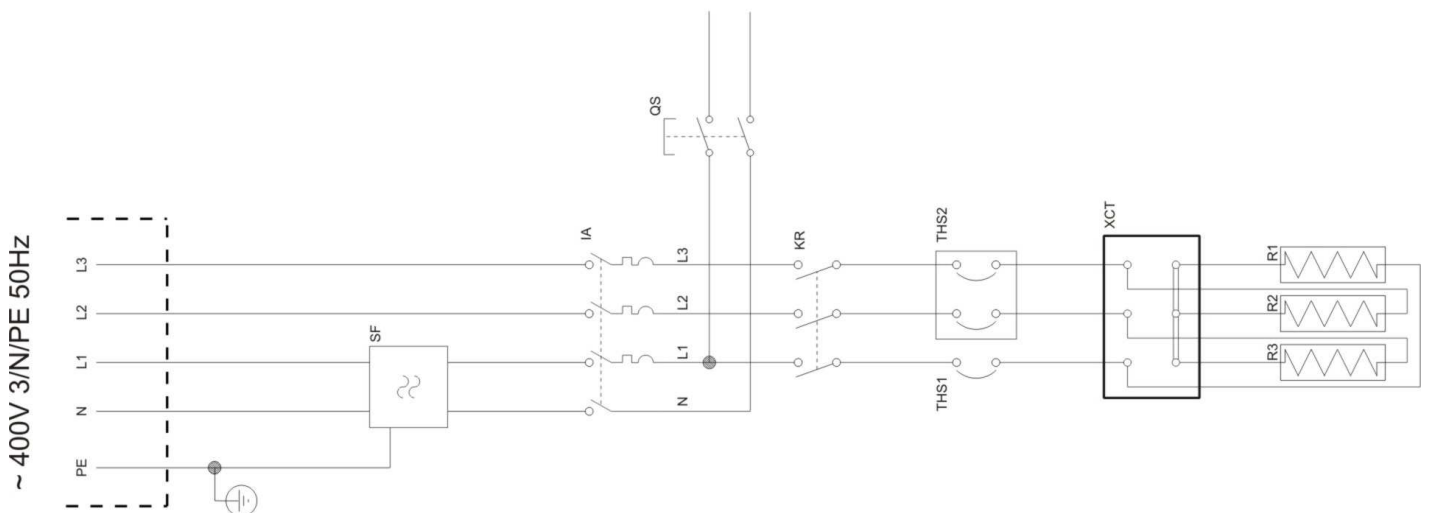 ~ 400V 3/N/PE 50Hz
L3
L2
L1
N
PE
SF
IA
L3
L2
L1
N
QS
KR
THS2
THS1
XCT
R1
R2
R3